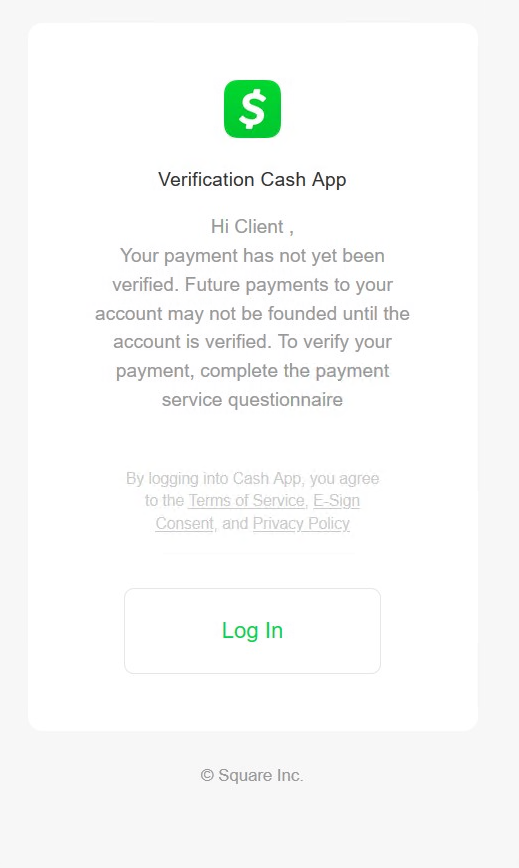 $
Verification Cash App
Hi Client ,
Your payment has not yet been
verified. Future payments to your
account may not be founded until the
account is verified. To verify your
payment, complete the payment
service questionnaire
By logging into Cash App, you agree
to the Terms of Service, E-Sign
Consent, and Privacy Policy
Log In
© Square Inc.